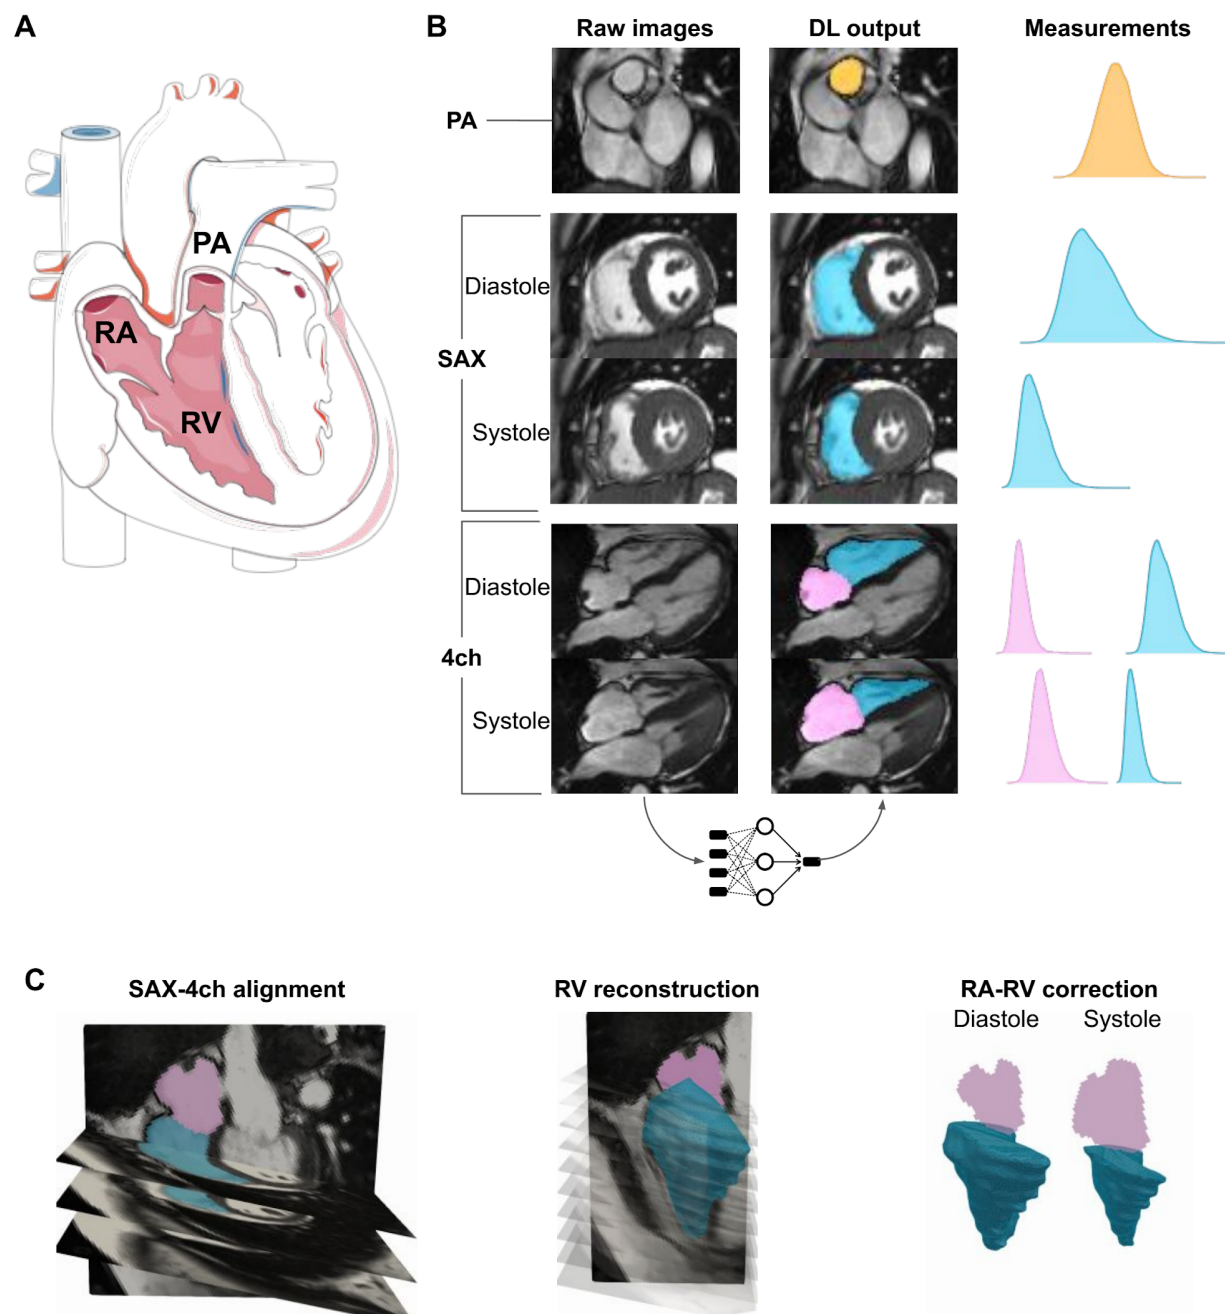 A
PA
RA
RV
B
Raw images
DL output
Measurements
PA
SAX
Diastole
Systole
4ch
Diastole
Systole
C
SAX-4ch alignment
RV reconstruction
RA-RV correction
Diastole
Systole